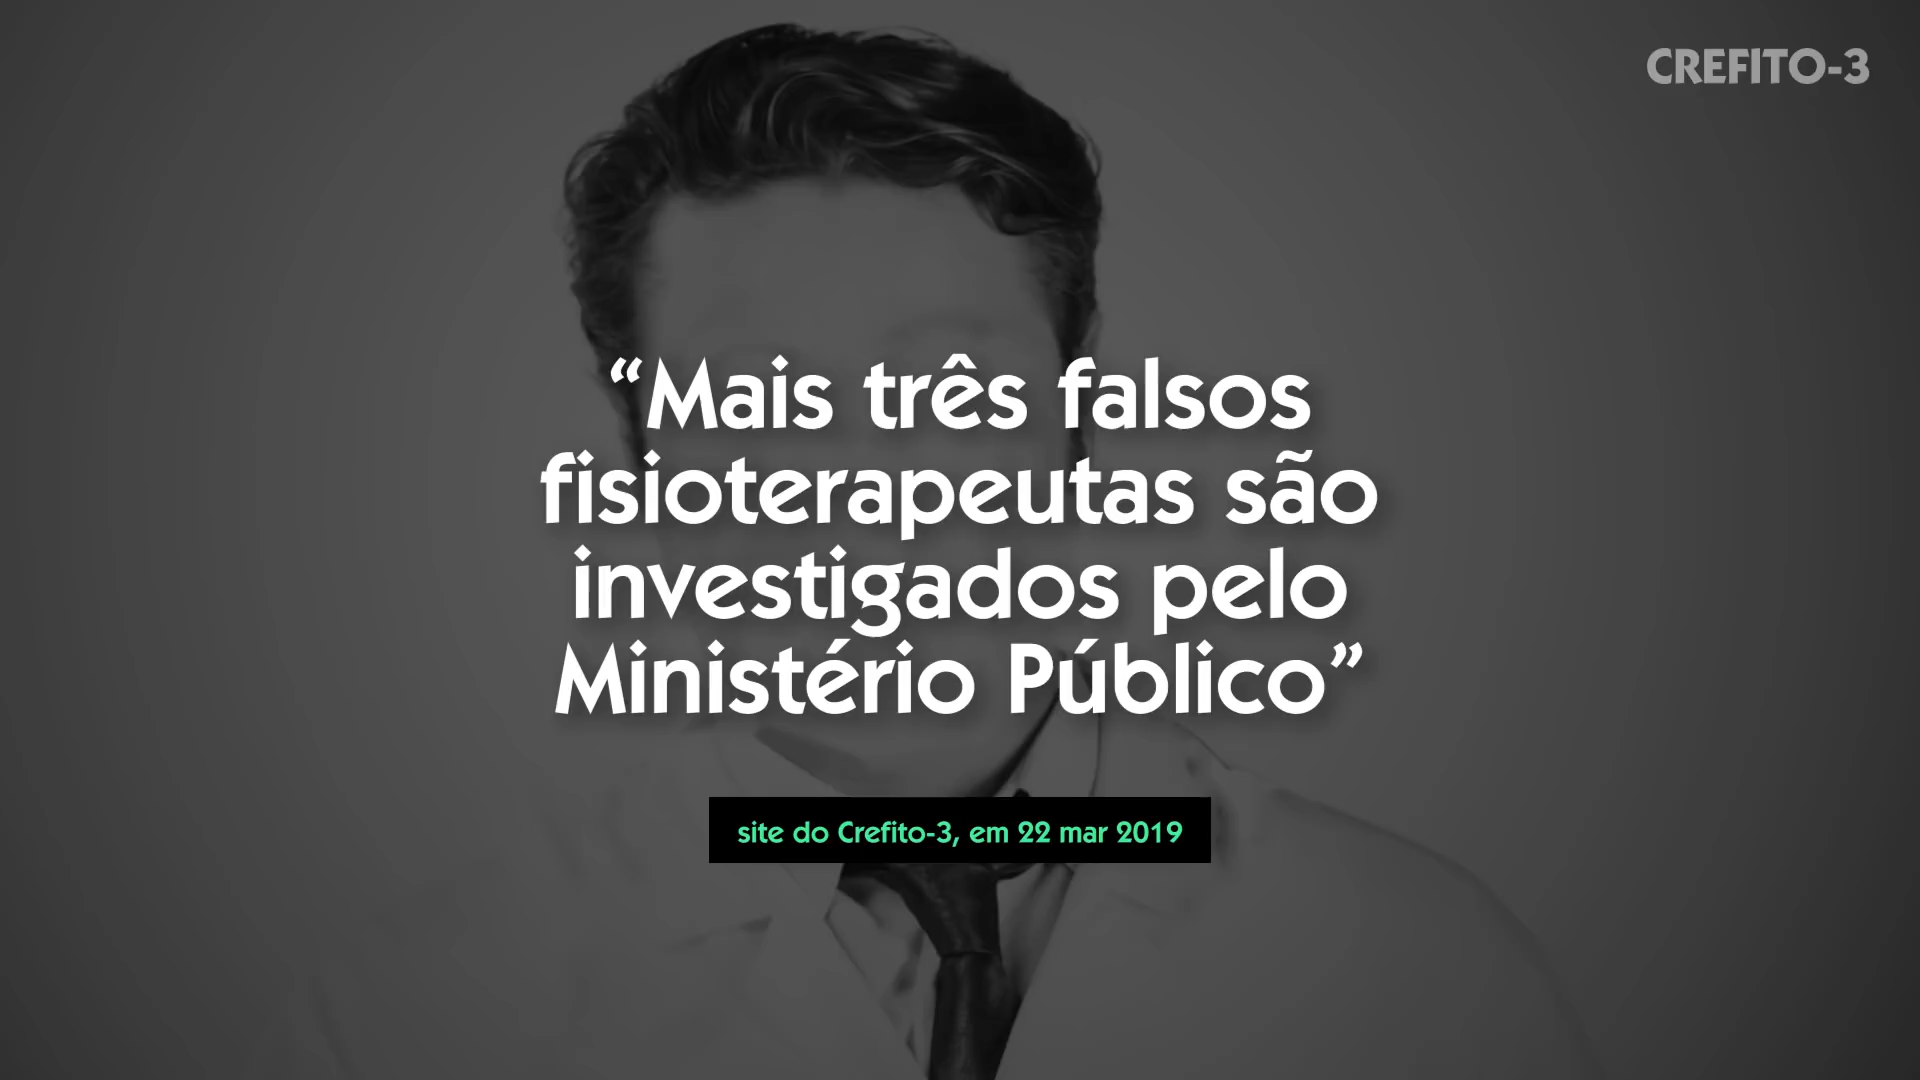 CREFITO-3
“Mais três falsos
fisioterapeutas são
investigados pelo
Ministério Público”
site do Crefito-3, em 22 mar 2019